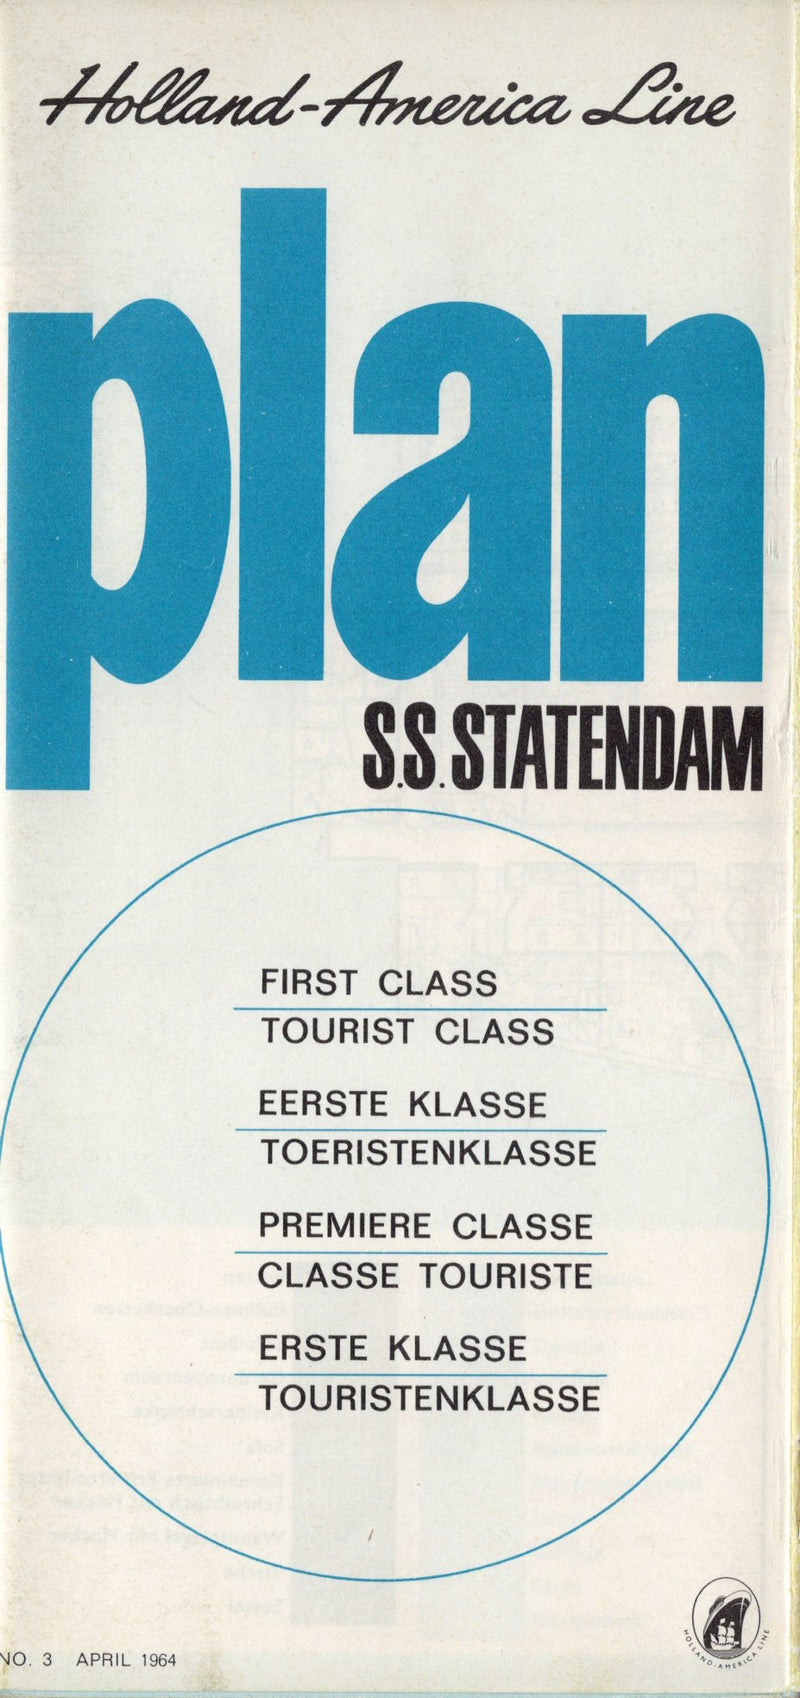 Holland-America Line
plan
S.S. STATENDAM
FIRST CLASS
TOURIST CLASS
EERSTE KLASSE
TOERISTENKLASSE
PREMIERE CLASSE
CLASSE TOURISTE
ERSTE KLASSE
TOURISTENKLASSE
NO. 3 APRIL 1964
HOLLAND-AMERICA LINE